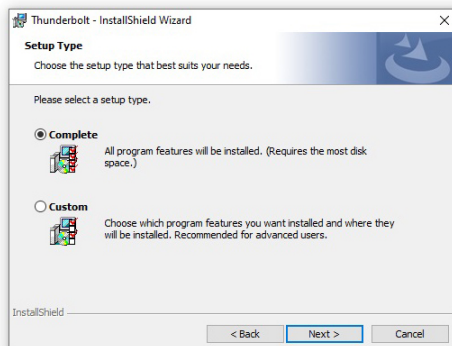 Thunderbolt - InstallShield Wizard
Setup Type
Choose the setup type that best suits your needs.
Please select a setup type.
Complete
All program features will be installed. (Requires the most disk
space.)
Custom
Choose which program features you want installed and where they
will be installed. Recommended for advanced users.
InstallShield
< Back
Next >
Cancel